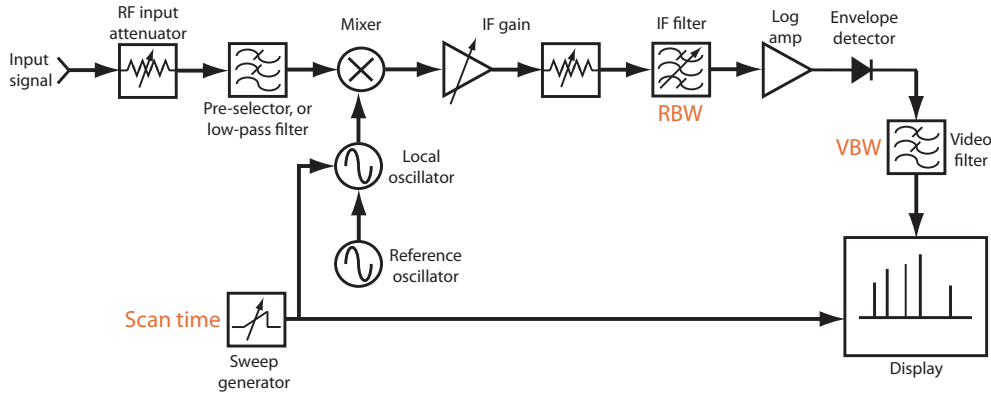 Input
signal
RF input
attenuator
Pre-selector, or
low-pass filter
Mixer
IF gain
IF filter
RBW
Log
amp
Envelope
detector
VBW
Video
filter
Local
oscillator
Reference
oscillator
Scan time
Sweep
generator
Display